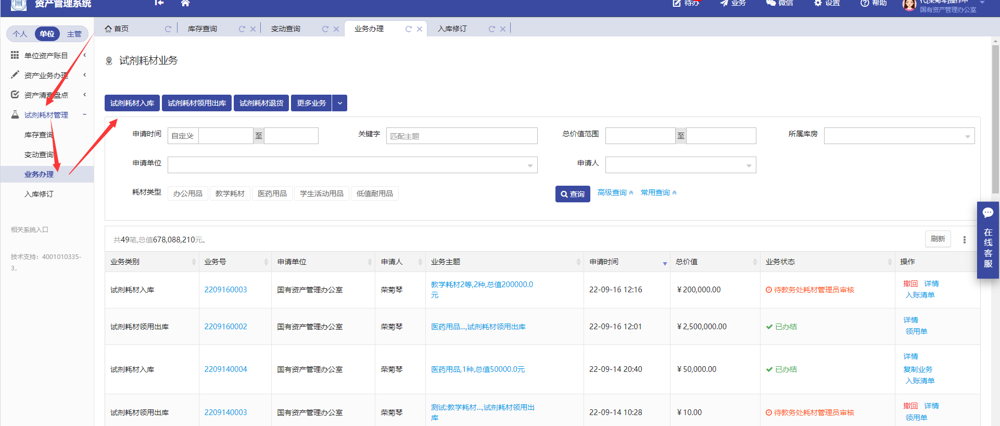 资产管理系统
待办
业务
微信
设置
帮助
代[荣菊琴]操作中
国有资产管理办公室
个人
单位
主管
首页
库存查询
变动查询
业务办理
入库修订
单位资产账目
资产业务办理
资产清查盘点
试剂耗材管理
库存查询
变动查询
业务办理
入库修订
相关系统入口
技术支持：4001010335-
3，
试剂耗材业务
试剂耗材入库
试剂耗材领用出库
试剂耗材退货
更多业务
申请时间 自定义 至
关键字 匹配主题
总价值范围 至
所属库房
申请单位
申请人
耗材类型 办公用品 教学耗材 医药用品 学生活动用品 低值耐用品
查询 高级查询 常用查询
共49笔,总值678,088,210元。
刷新
业务类别 业务号 申请单位 申请人 业务主题 申请时间 总价值 业务状态 操作
试剂耗材入库 2209160003 国有资产管理办公室 荣菊琴 教学耗材2等,2种,总值200000.0
元 22-09-16 12:16 ￥200,000.00 待教务处耗材管理员审核 撤回 详情
入账清单
试剂耗材领用出库 2209160002 国有资产管理办公室 荣菊琴 医药用品...,试剂耗材领用出库 22-09-16 12:01 ￥2,500,000.00 已办结 详情
领用单
试剂耗材入库 2209140004 国有资产管理办公室 荣菊琴 医药用品,1种,总值50000.0元 22-09-14 20:40 ￥50,000.00 已办结 详情
复制业务
入账清单
试剂耗材领用出库 2209140003 国有资产管理办公室 荣菊琴 测试:教学耗材...,试剂耗材领用出
库 22-09-14 10:28 ￥10.00 待教务处耗材管理员审核 撤回 详情
领用单
在
线
客
服